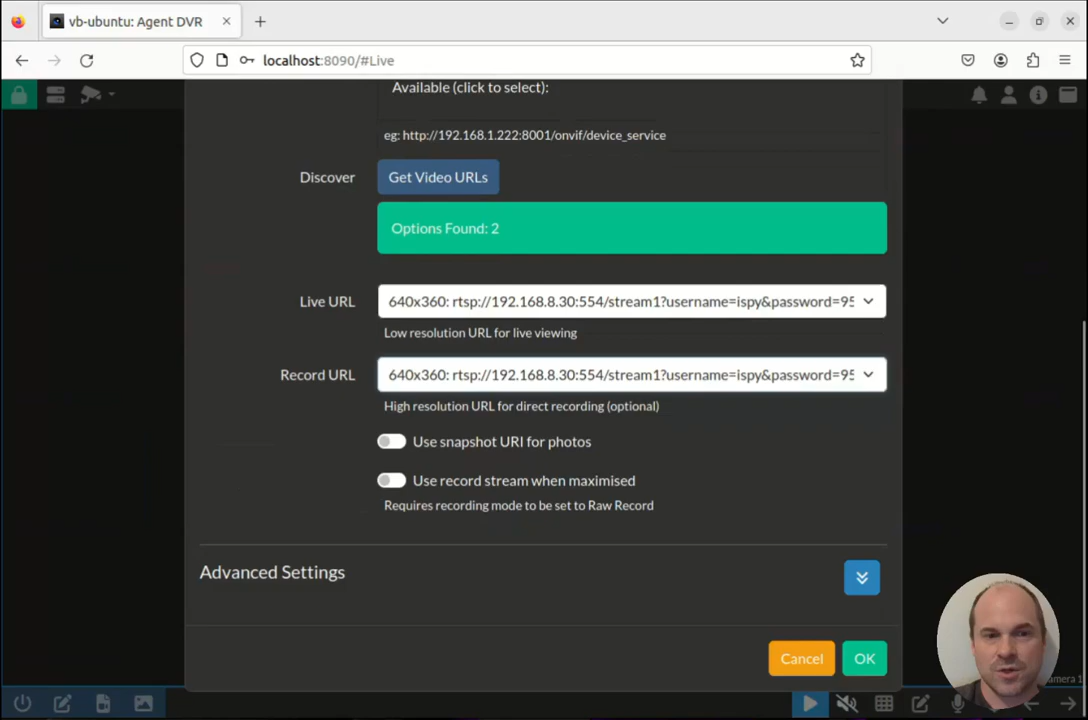 vb-ubuntu: Agent DVR
localhost:8090/#Live
Available (click to select):
eg: http://192.168.1.222:8001/onvif/device_service
Discover
Get Video URLs
Options Found: 2
Live URL
640x360: rtsp://192.168.8.30:554/stream1?username=ispy&password=95
Low resolution URL for live viewing
Record URL
640x360: rtsp://192.168.8.30:554/stream1?username=ispy&password=95
High resolution URL for direct recording (optional)
Use snapshot URI for photos
Use record stream when maximised
Requires recording mode to be set to Raw Record
Advanced Settings
Cancel
OK
amera 1